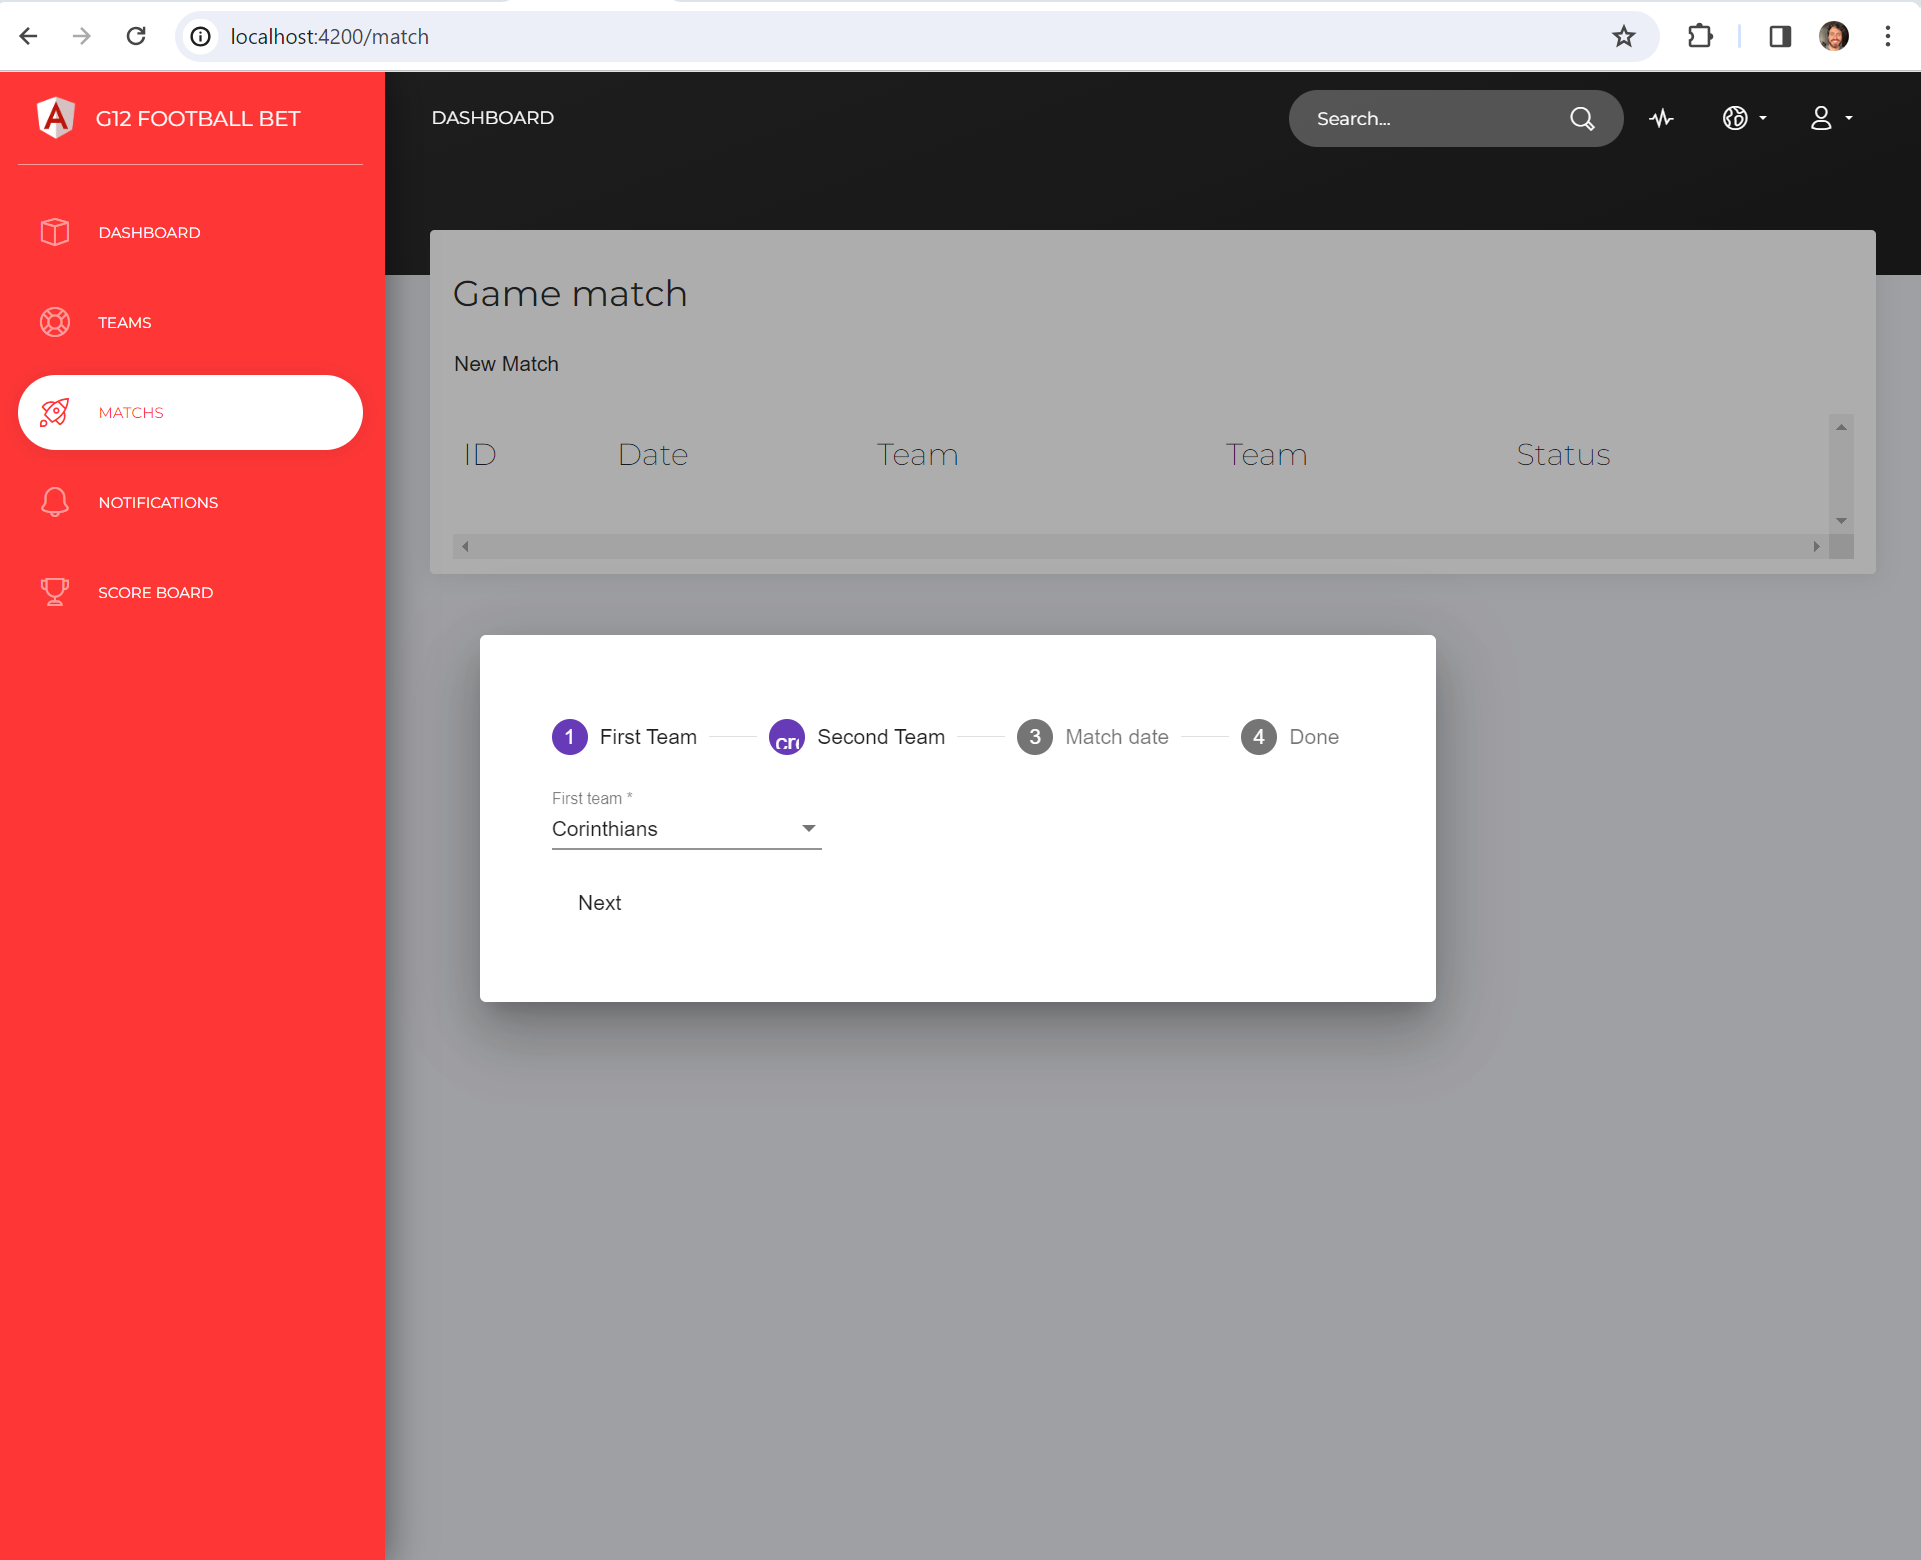 localhost:4200/match
G12 FOOTBALL BET
DASHBOARD
TEAMS
MATCHS
NOTIFICATIONS
SCORE BOARD
DASHBOARD
Search...
Game match
New Match
ID Date Team Team Status
1 First Team Second Team 3 Match date 4 Done
First team *
Corinthians
Next